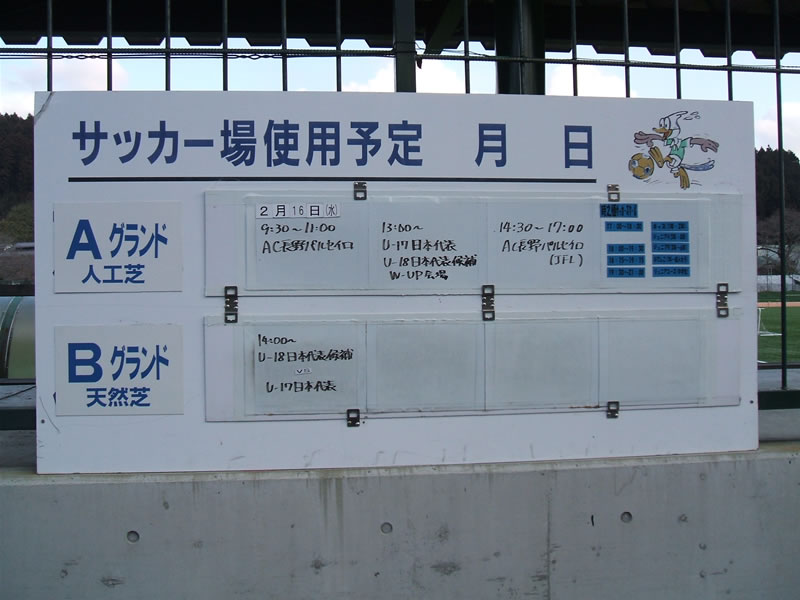 サッカー場使用予定 月 日
Aグランド
人工芝
2月16日(水)
9:30〜11:00
AC長野パルセイロ
13:00〜
U-17日本代表
U-18日本代表候補
W-UP会場
14:30〜17:00
AC長野パルセイロ
(JFL)
Bグランド
天然芝
14:00〜
U-18日本代表候補
vs
U-17日本代表